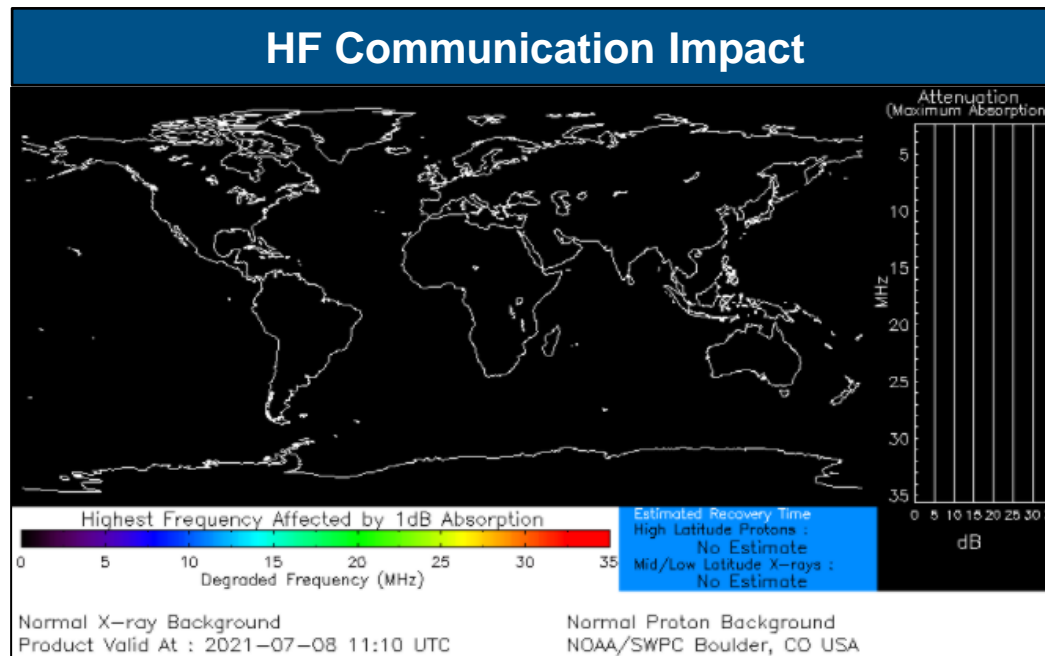 HF Communication Impact
Attenuation
(Maximum Absorption
5
10
15
20
25
30
35
MHz
0 5 10 15 20 25 30
dB
Highest Frequency Affected by 1dB Absorption
0 5 10 15 20 25 30 35
Degraded Frequency (MHz)
Estimated Recovery Time
High Latitude Protons :
No Estimate
Mid/Low Latitude X-rays :
No Estimate
Normal X-ray Background
Product Valid At : 2021-07-08 11:10 UTC
Normal Proton Background
NOAA/SWPC Boulder, CO USA